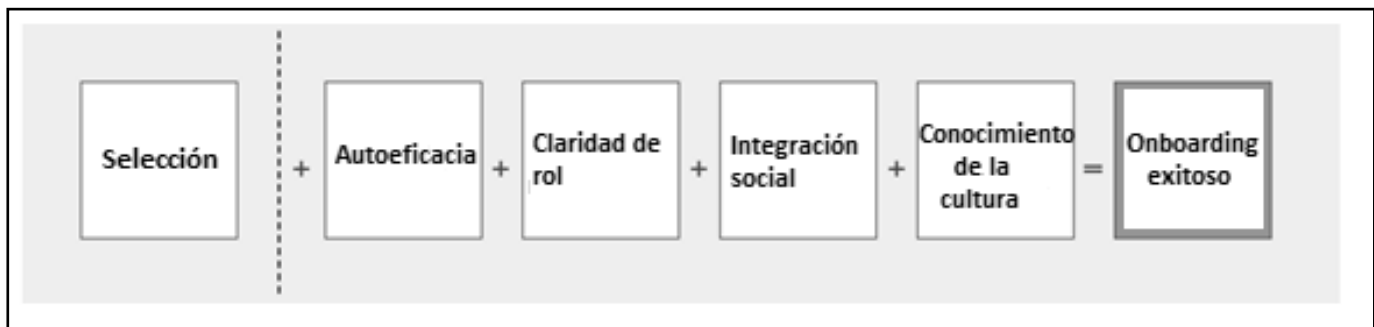 Selección
+
Autoeficacia
+
Claridad de
rol
+
Integración
social
+
Conocimiento
de la
cultura
=
Onboarding
exitoso